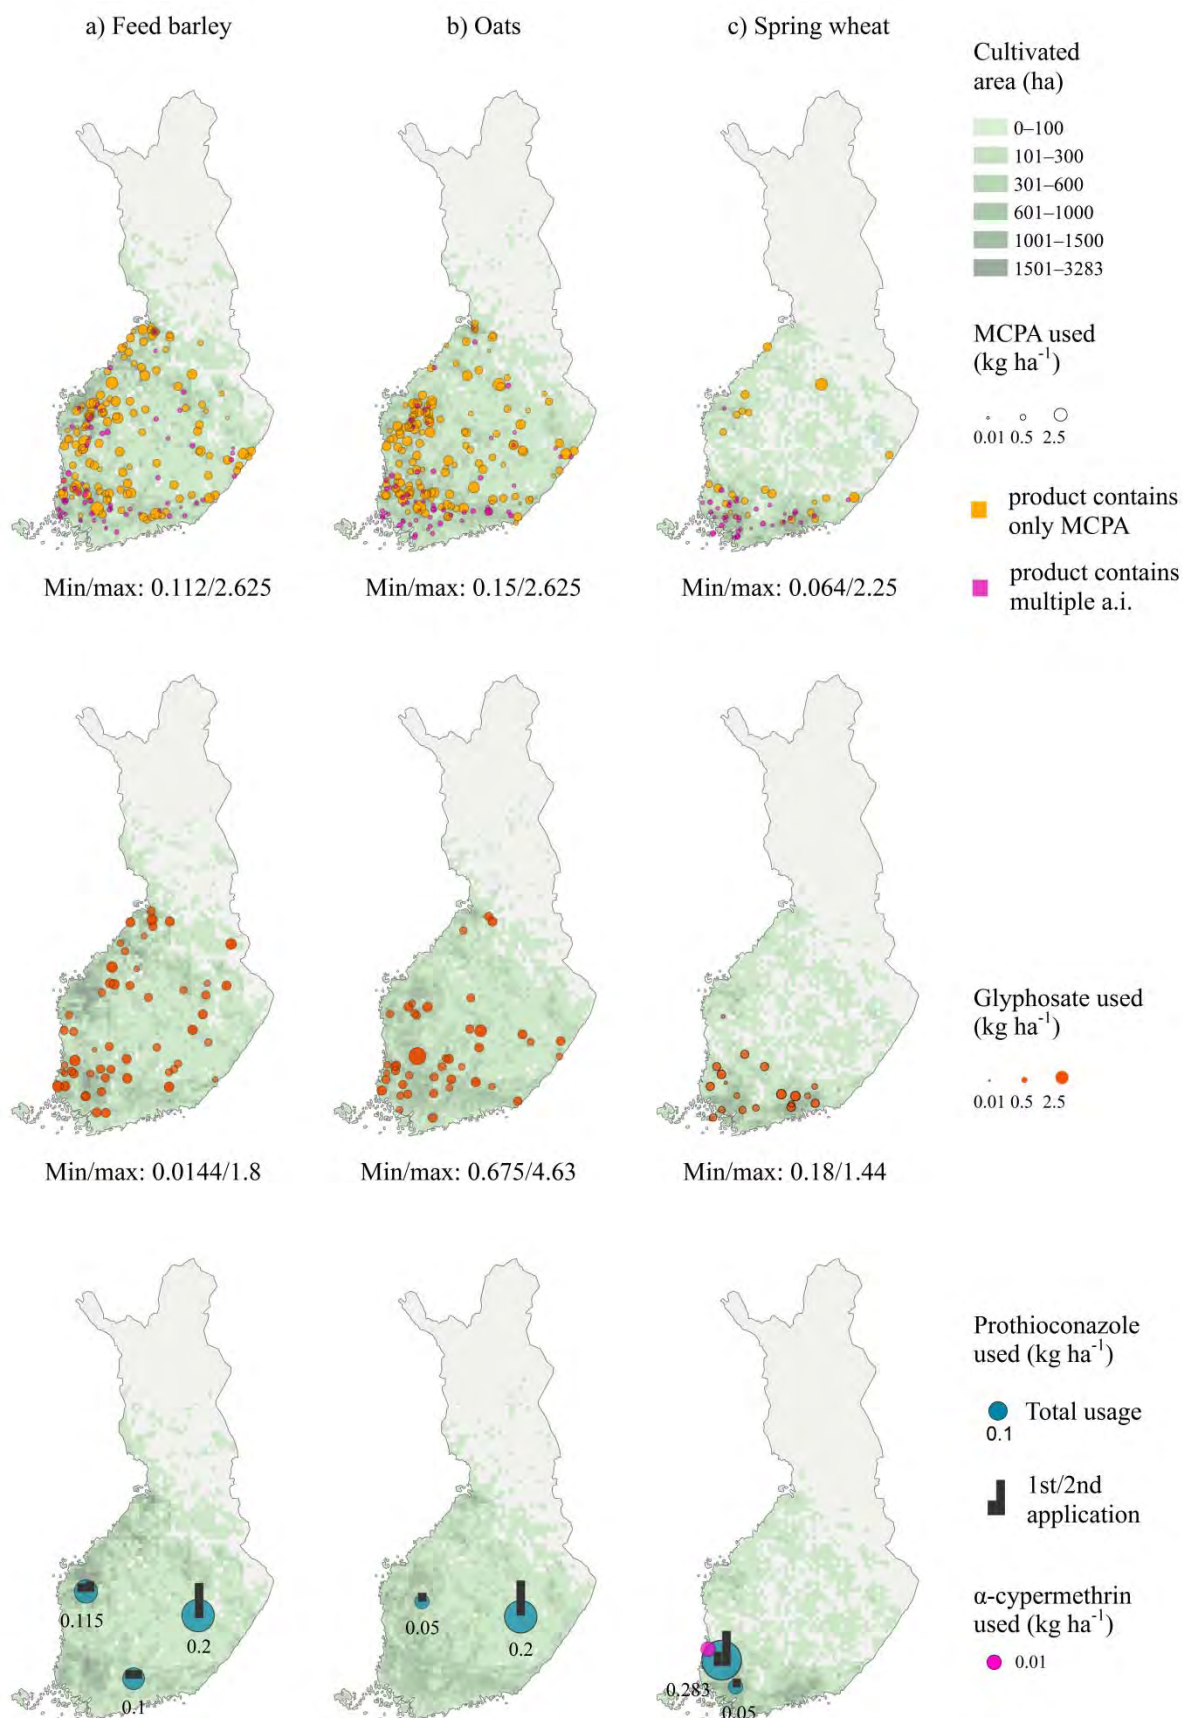 a) Feed barley
b) Oats
c) Spring wheat
Cultivated
area (ha)
0–100
101–300
301–600
601–1000
1001–1500
1501–3283
MCPA used
(kg ha⁻¹)
0.01 0.5 2.5
product contains
only MCPA
product contains
multiple a.i.
Min/max: 0.112/2.625
Min/max: 0.15/2.625
Min/max: 0.064/2.25
Glyphosate used
(kg ha⁻¹)
0.01 0.5 2.5
Min/max: 0.0144/1.8
Min/max: 0.675/4.63
Min/max: 0.18/1.44
Prothioconazole
used (kg ha⁻¹)
Total usage
0.1
1st/2nd
application
α-cypermethrin
used (kg ha⁻¹)
0.01
0.115
0.2
0.1
0.05
0.2
0.283
0.05